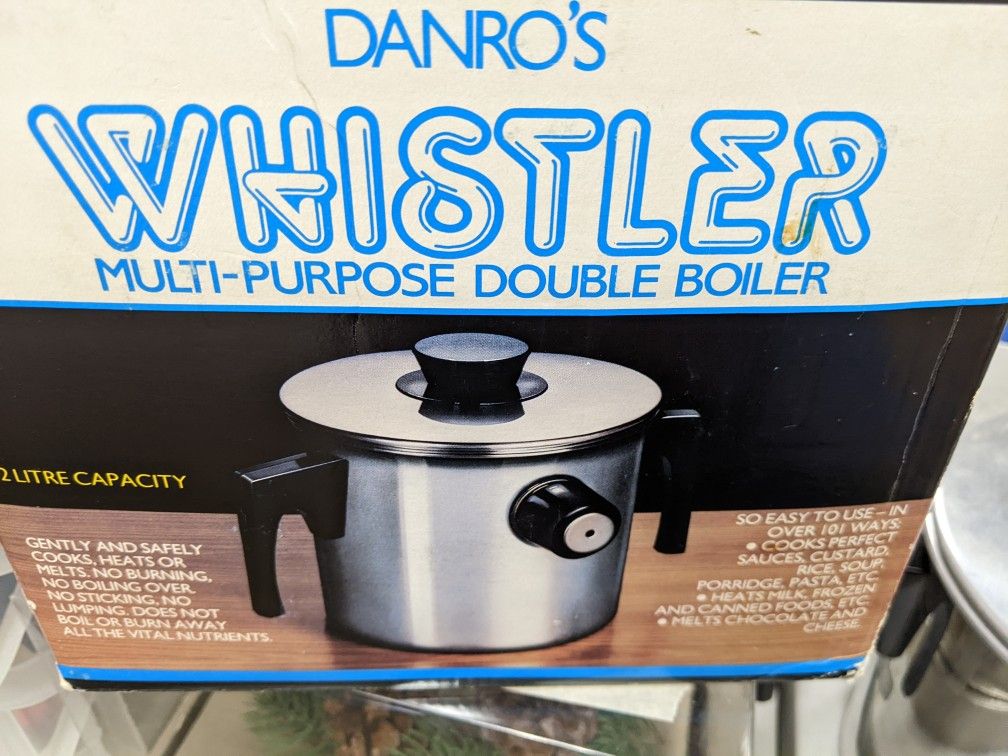 DANRO'S
WHISTLER
MULTI-PURPOSE DOUBLE BOILER
2 LITRE CAPACITY
GENTLY AND SAFELY
COOKS, HEATS OR
MELTS. NO BURNING,
NO BOILING OVER,
NO STICKING, NO
LUMPING. DOES NOT
BOIL OR BURN AWAY
ALL THE VITAL NUTRIENTS.
SO EASY TO USE – IN
OVER 101 WAYS:
• COOKS PERFECT
SAUCES, CUSTARD,
RICE, SOUP,
PORRIDGE, PASTA, ETC.
• HEATS MILK, FROZEN
AND CANNED FOODS, ETC.
• MELTS CHOCOLATE AND
CHEESE.